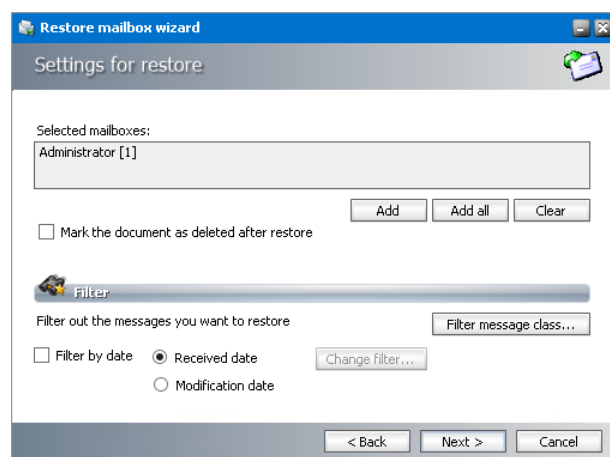 Restore mailbox wizard
Settings for restore
Selected mailboxes:
Administrator [1]
Add Add all Clear
Mark the document as deleted after restore
Filter
Filter out the messages you want to restore
Filter message class...
Filter by date Received date Change filter...
Modification date
< Back Next > Cancel